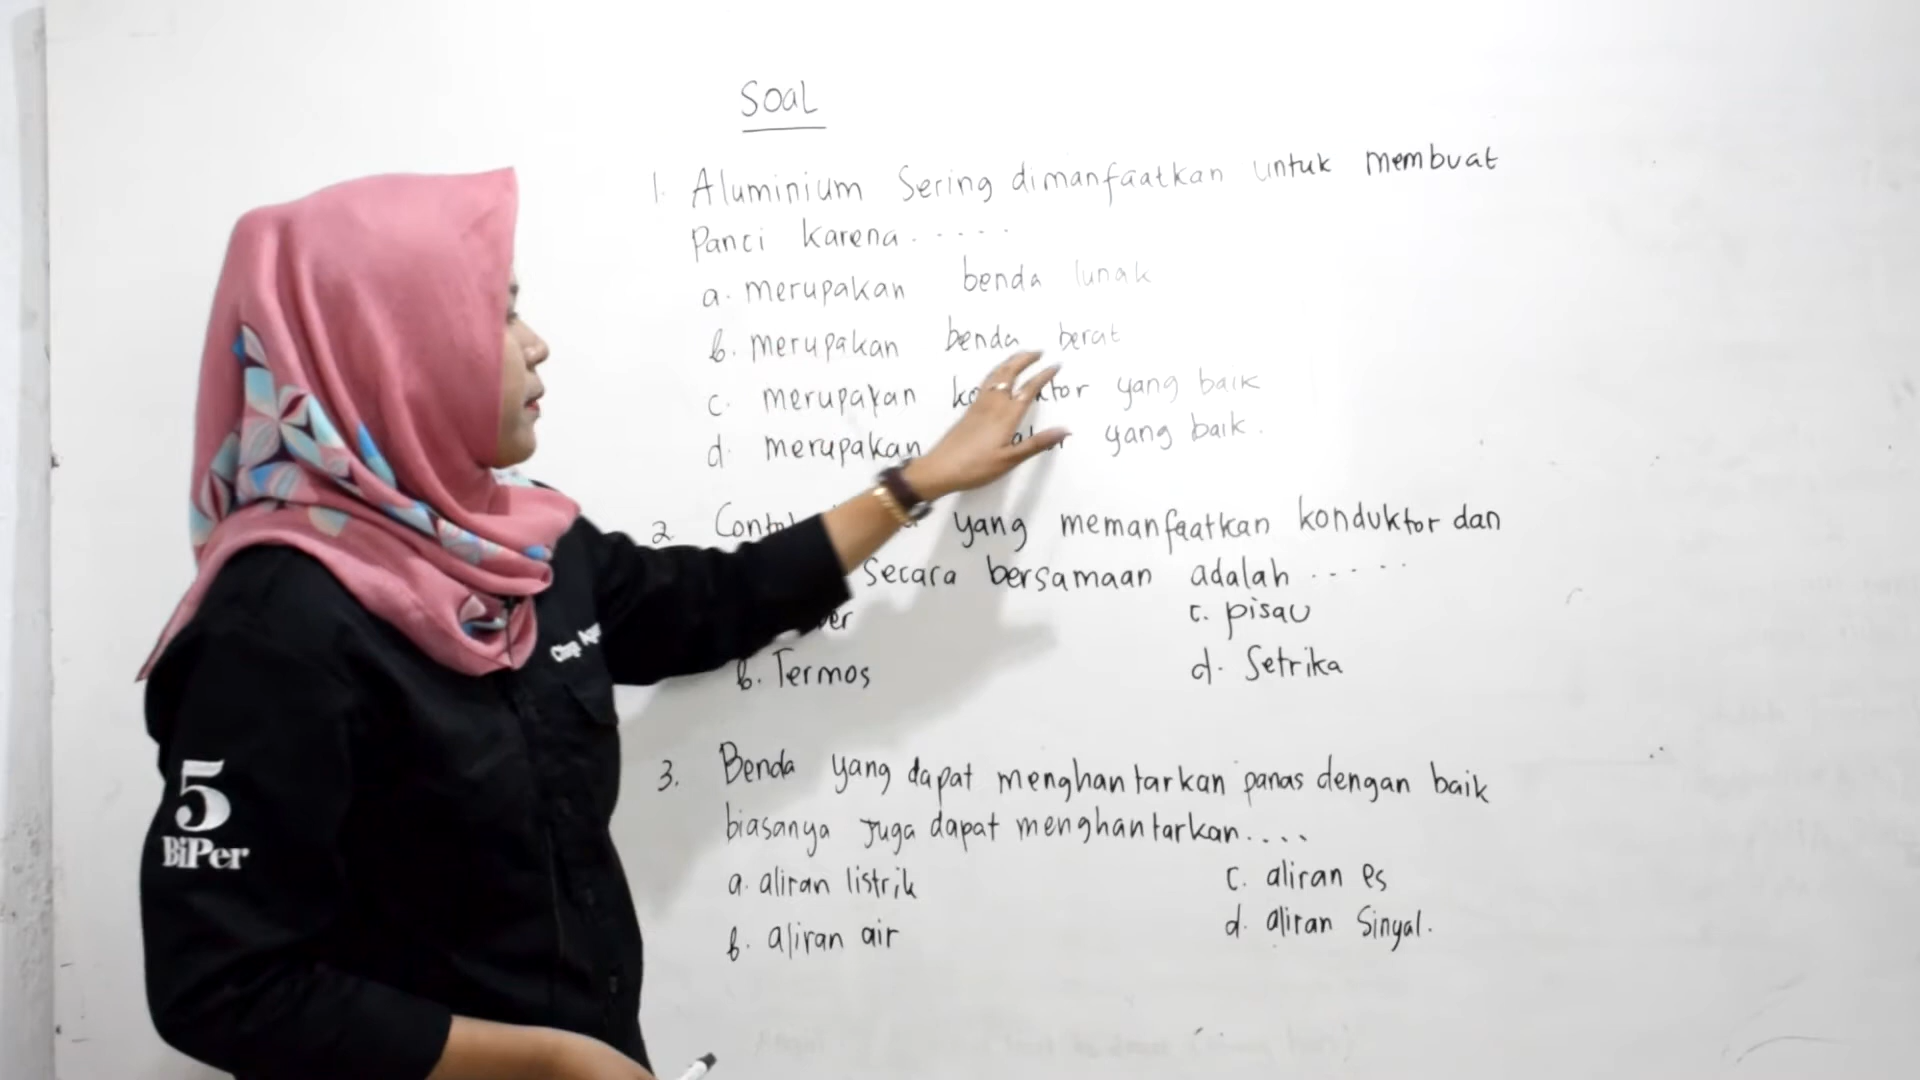 Soal
1. Aluminium Sering dimanfaatkan untuk membuat
Panci karena.....
a. merupakan benda lunak
b. merupakan benda berat
c. merupakan yang baik
d. merupakan yang baik.
2. yang memanfaatkan konduktor dan
Secara bersamaan adalah .....
c. pisau
b. Termos
d. Setrika
3. Benda yang dapat menghantarkan panas dengan baik
biasanya Juga dapat menghantarkan....
a. aliran listrik
c. aliran es
b. aliran air
d. aliran Sinyal.
5
BiPer